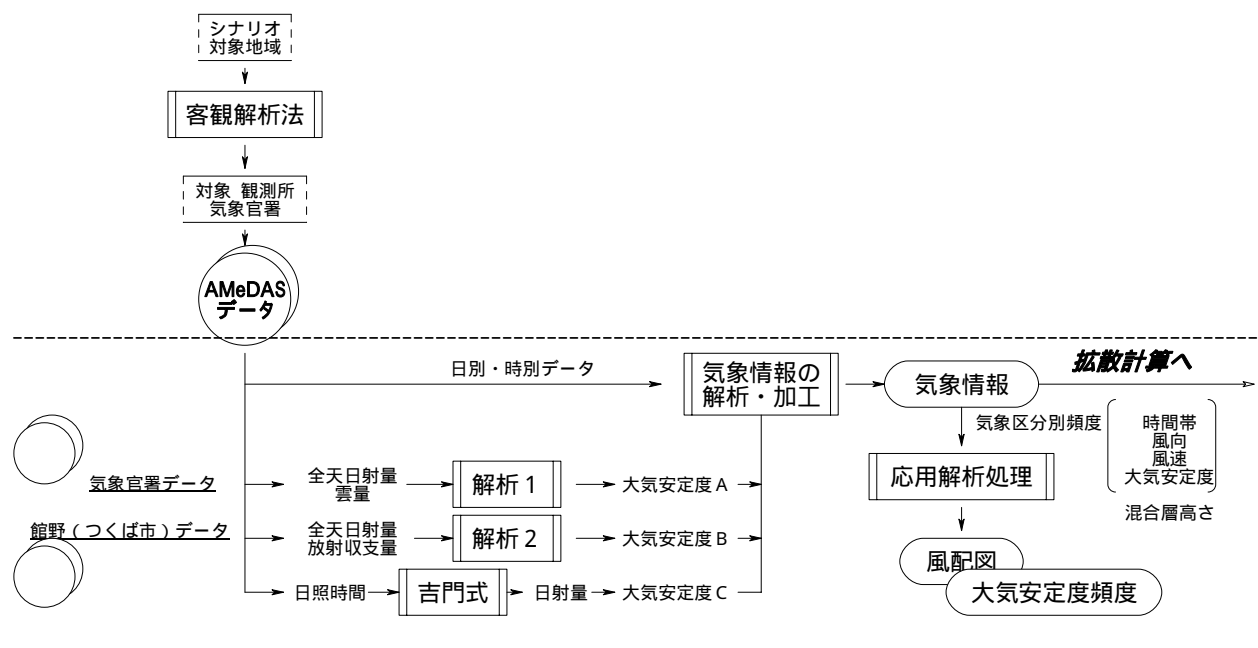 シナリオ
対象地域
客観解析法
対象 観測所
気象官署
AMeDAS
データ
日別・時別データ
気象情報の
解析・加工
気象情報
拡散計算へ
気象区分別頻度
時間帯
風向
風速
大気安定度
混合層高さ
応用解析処理
風配図
大気安定度頻度
気象官署データ
全天日射量
雲量
解析1
大気安定度A
館野(つくば市)データ
全天日射量
放射収支量
解析2
大気安定度B
日照時間
吉門式
日射量
大気安定度C